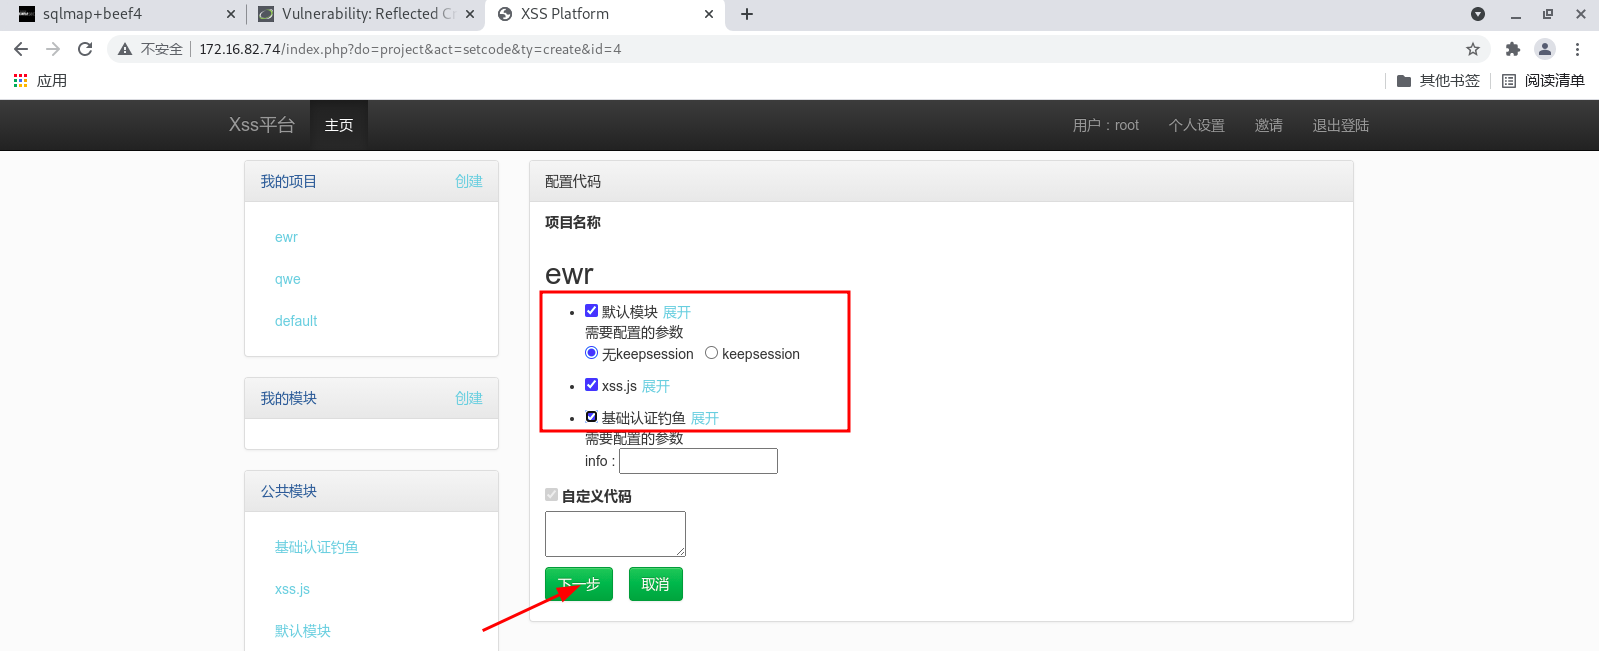 sqlmap+beef4
Vulnerability: Reflected Cr
XSS Platform
不安全
172.16.82.74/index.php?do=project&act=setcode&ty=create&id=4
应用
其他书签
阅读清单
Xss平台
主页
用户：root
个人设置
邀请
退出登陆
我的项目
创建
ewr
qwe
default
我的模块
创建
公共模块
基础认证钓鱼
xss.js
默认模块
配置代码
项目名称
ewr
默认模块 展开
需要配置的参数
无keepsession keepsession
xss.js 展开
基础认证钓鱼 展开
需要配置的参数
info :
自定义代码
下一步
取消